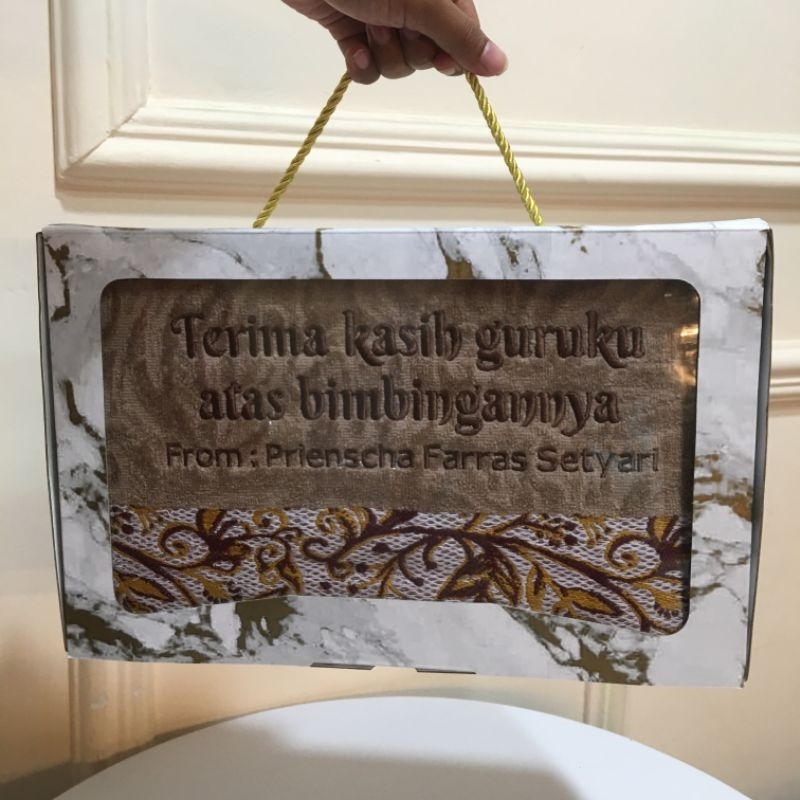 Terima kasih guruku
atas bimbingannya
From : Prienscha Farras Setyari